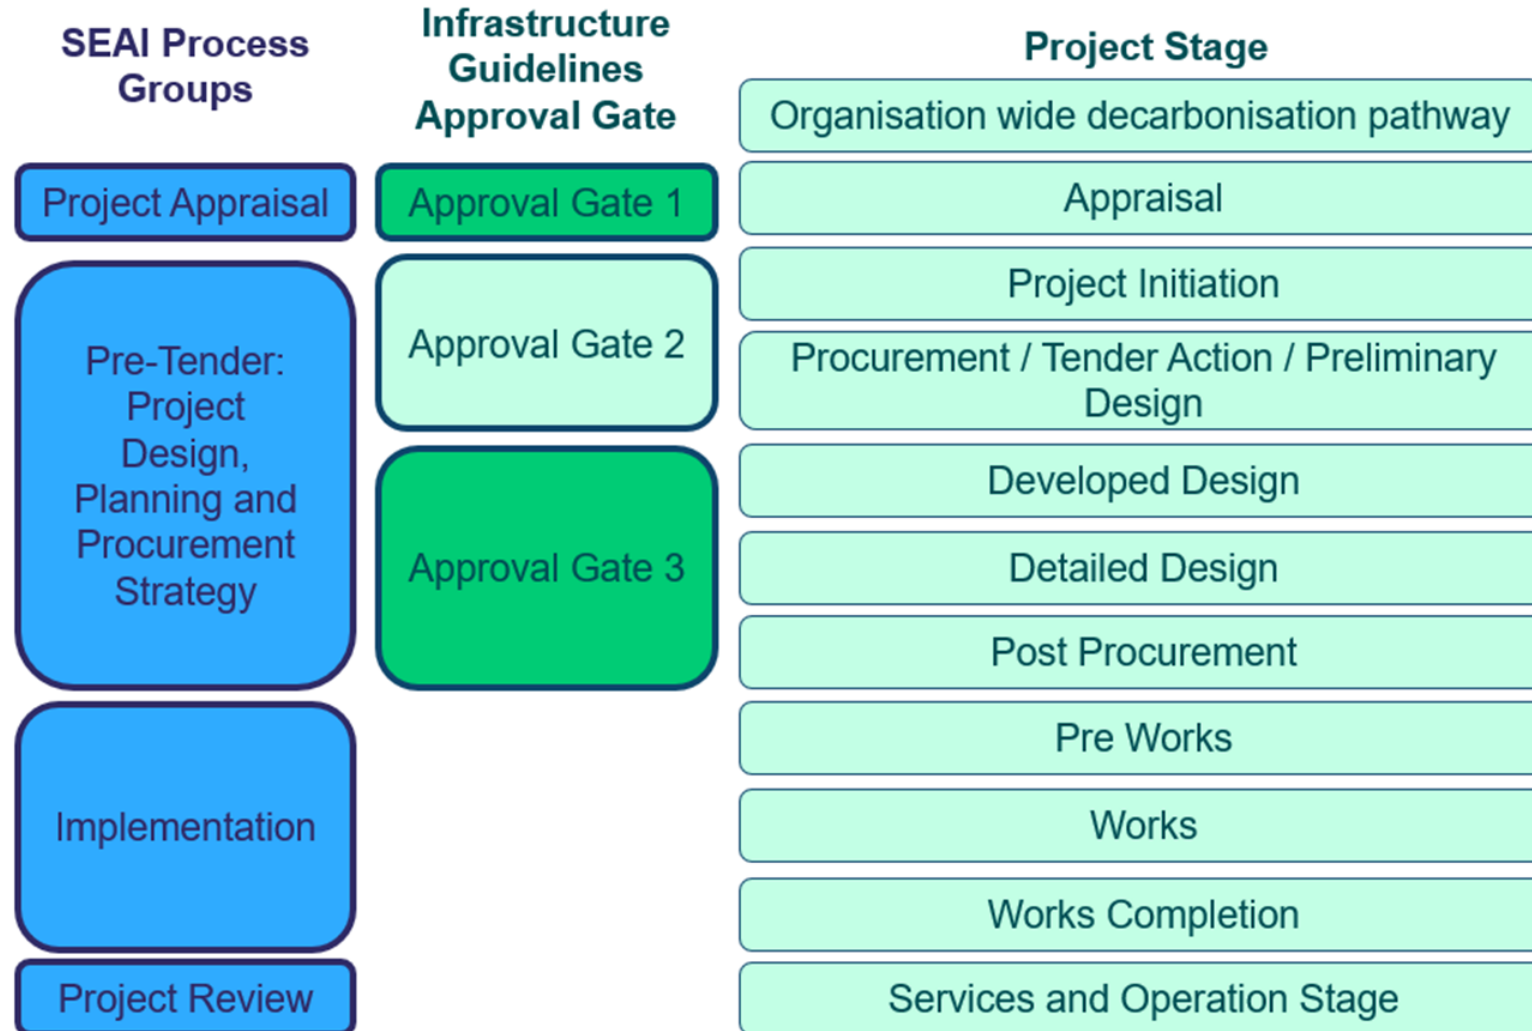 SEAI Process
Groups
Infrastructure
Guidelines
Approval Gate
Project Stage
Organisation wide decarbonisation pathway
Project Appraisal
Approval Gate 1
Appraisal
Pre-Tender:
Project
Design,
Planning and
Procurement
Strategy
Approval Gate 2
Project Initiation
Procurement / Tender Action / Preliminary
Design
Approval Gate 3
Developed Design
Detailed Design
Post Procurement
Implementation
Pre Works
Works
Works Completion
Project Review
Services and Operation Stage